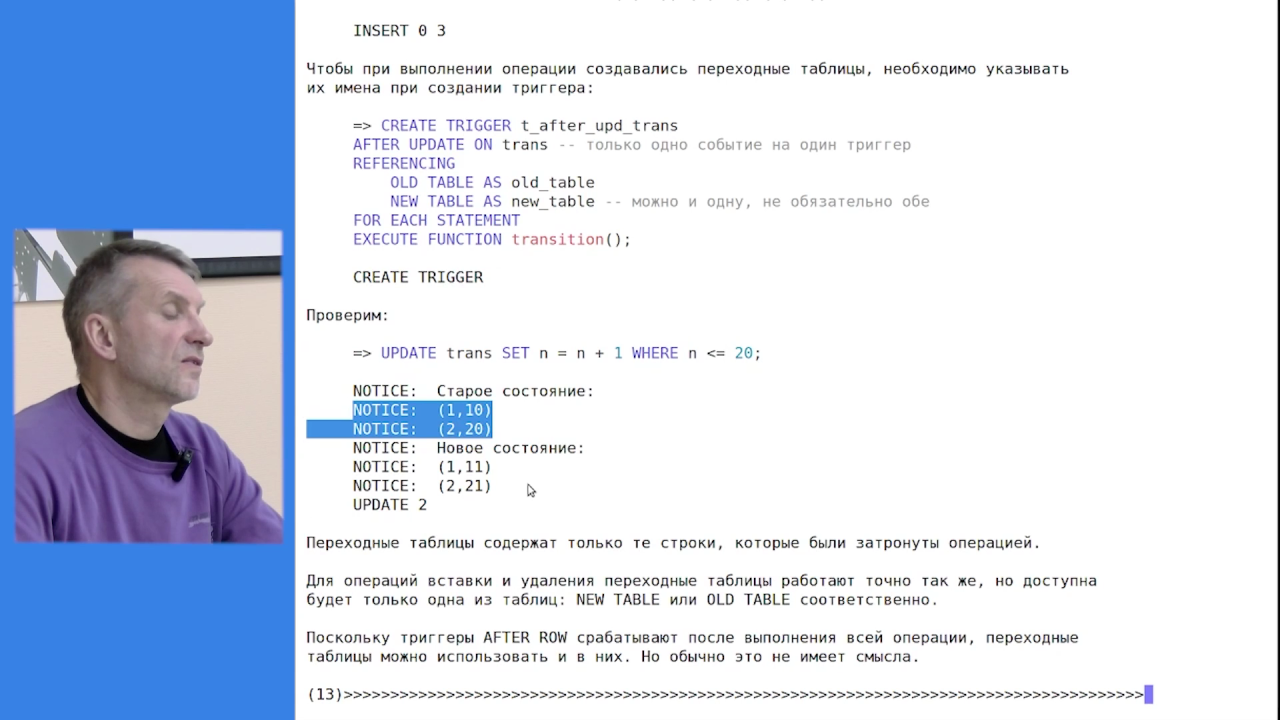 INSERT 0 3
Чтобы при выполнении операции создавались переходные таблицы, необходимо указывать
их имена при создании триггера:
=> CREATE TRIGGER t_after_upd_trans
AFTER UPDATE ON trans -- только одно событие на один триггер
REFERENCING
OLD TABLE AS old_table
NEW TABLE AS new_table -- можно и одну, не обязательно обе
FOR EACH STATEMENT
EXECUTE FUNCTION transition();
CREATE TRIGGER
Проверим:
=> UPDATE trans SET n = n + 1 WHERE n <= 20;
NOTICE:  Старое состояние:
NOTICE:  (1,10)
NOTICE:  (2,20)
NOTICE:  Новое состояние:
NOTICE:  (1,11)
NOTICE:  (2,21)
UPDATE 2
Переходные таблицы содержат только те строки, которые были затронуты операцией.
Для операций вставки и удаления переходные таблицы работают точно так же, но доступна
будет только одна из таблиц: NEW TABLE или OLD TABLE соответственно.
Поскольку триггеры AFTER ROW срабатывают после выполнения всей операции, переходные
таблицы можно использовать и в них. Но обычно это не имеет смысла.
(13)>>>>>>>>>>>>>>>>>>>>>>>>>>>>>>>>>>>>>>>>>>>>>>>>>>>>>>>>>>>>>>>>>>>>>>>>>>>>>>>>>>>>>>